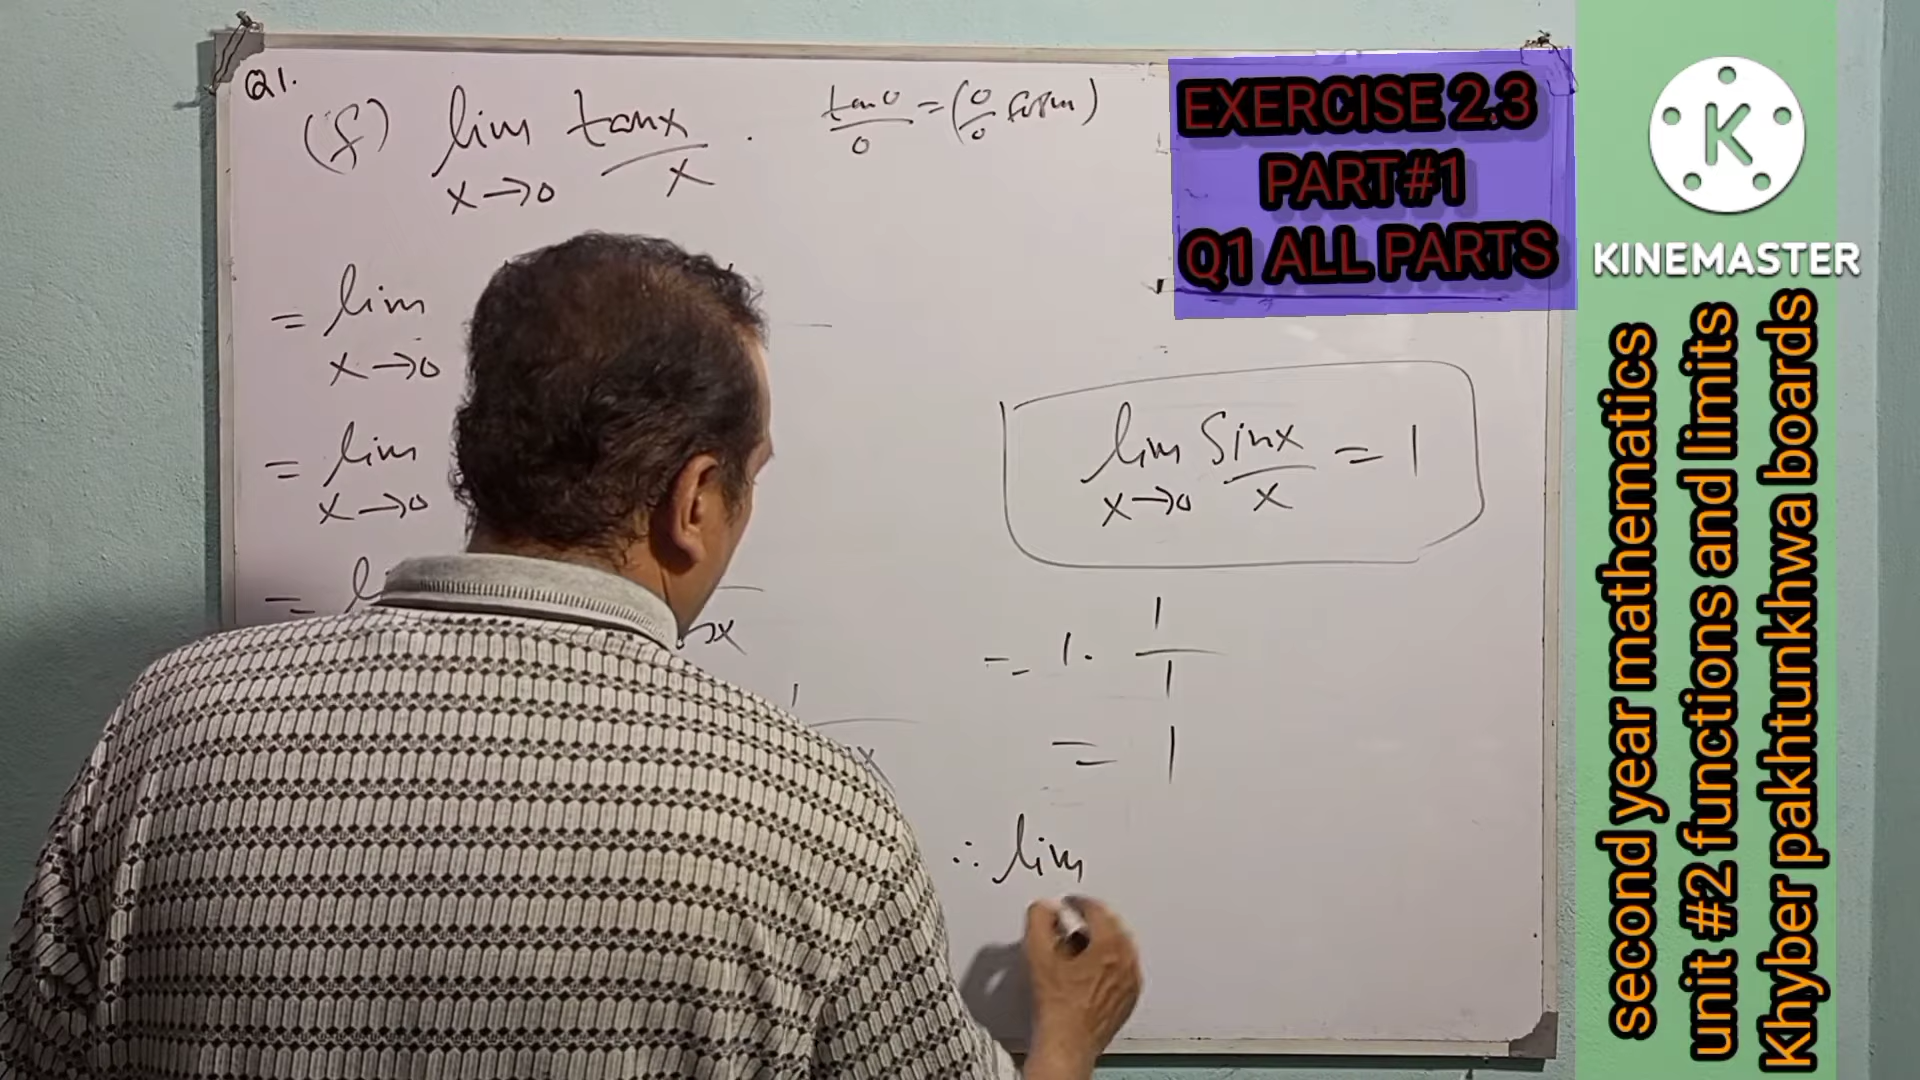 Q1.
(f) lim tanx/x . tan0/0 = (0/0 form)
x→0
= lim
x→0
= lim
x→0
lim sinx/x = 1
x→0
= 1. 1/1
= 1
∴ lim
EXERCISE 2.3
PART#1
Q1 ALL PARTS
K
KINEMASTER
second year mathematics
unit #2 functions and limits
Khyber pakhtunkhwa boards